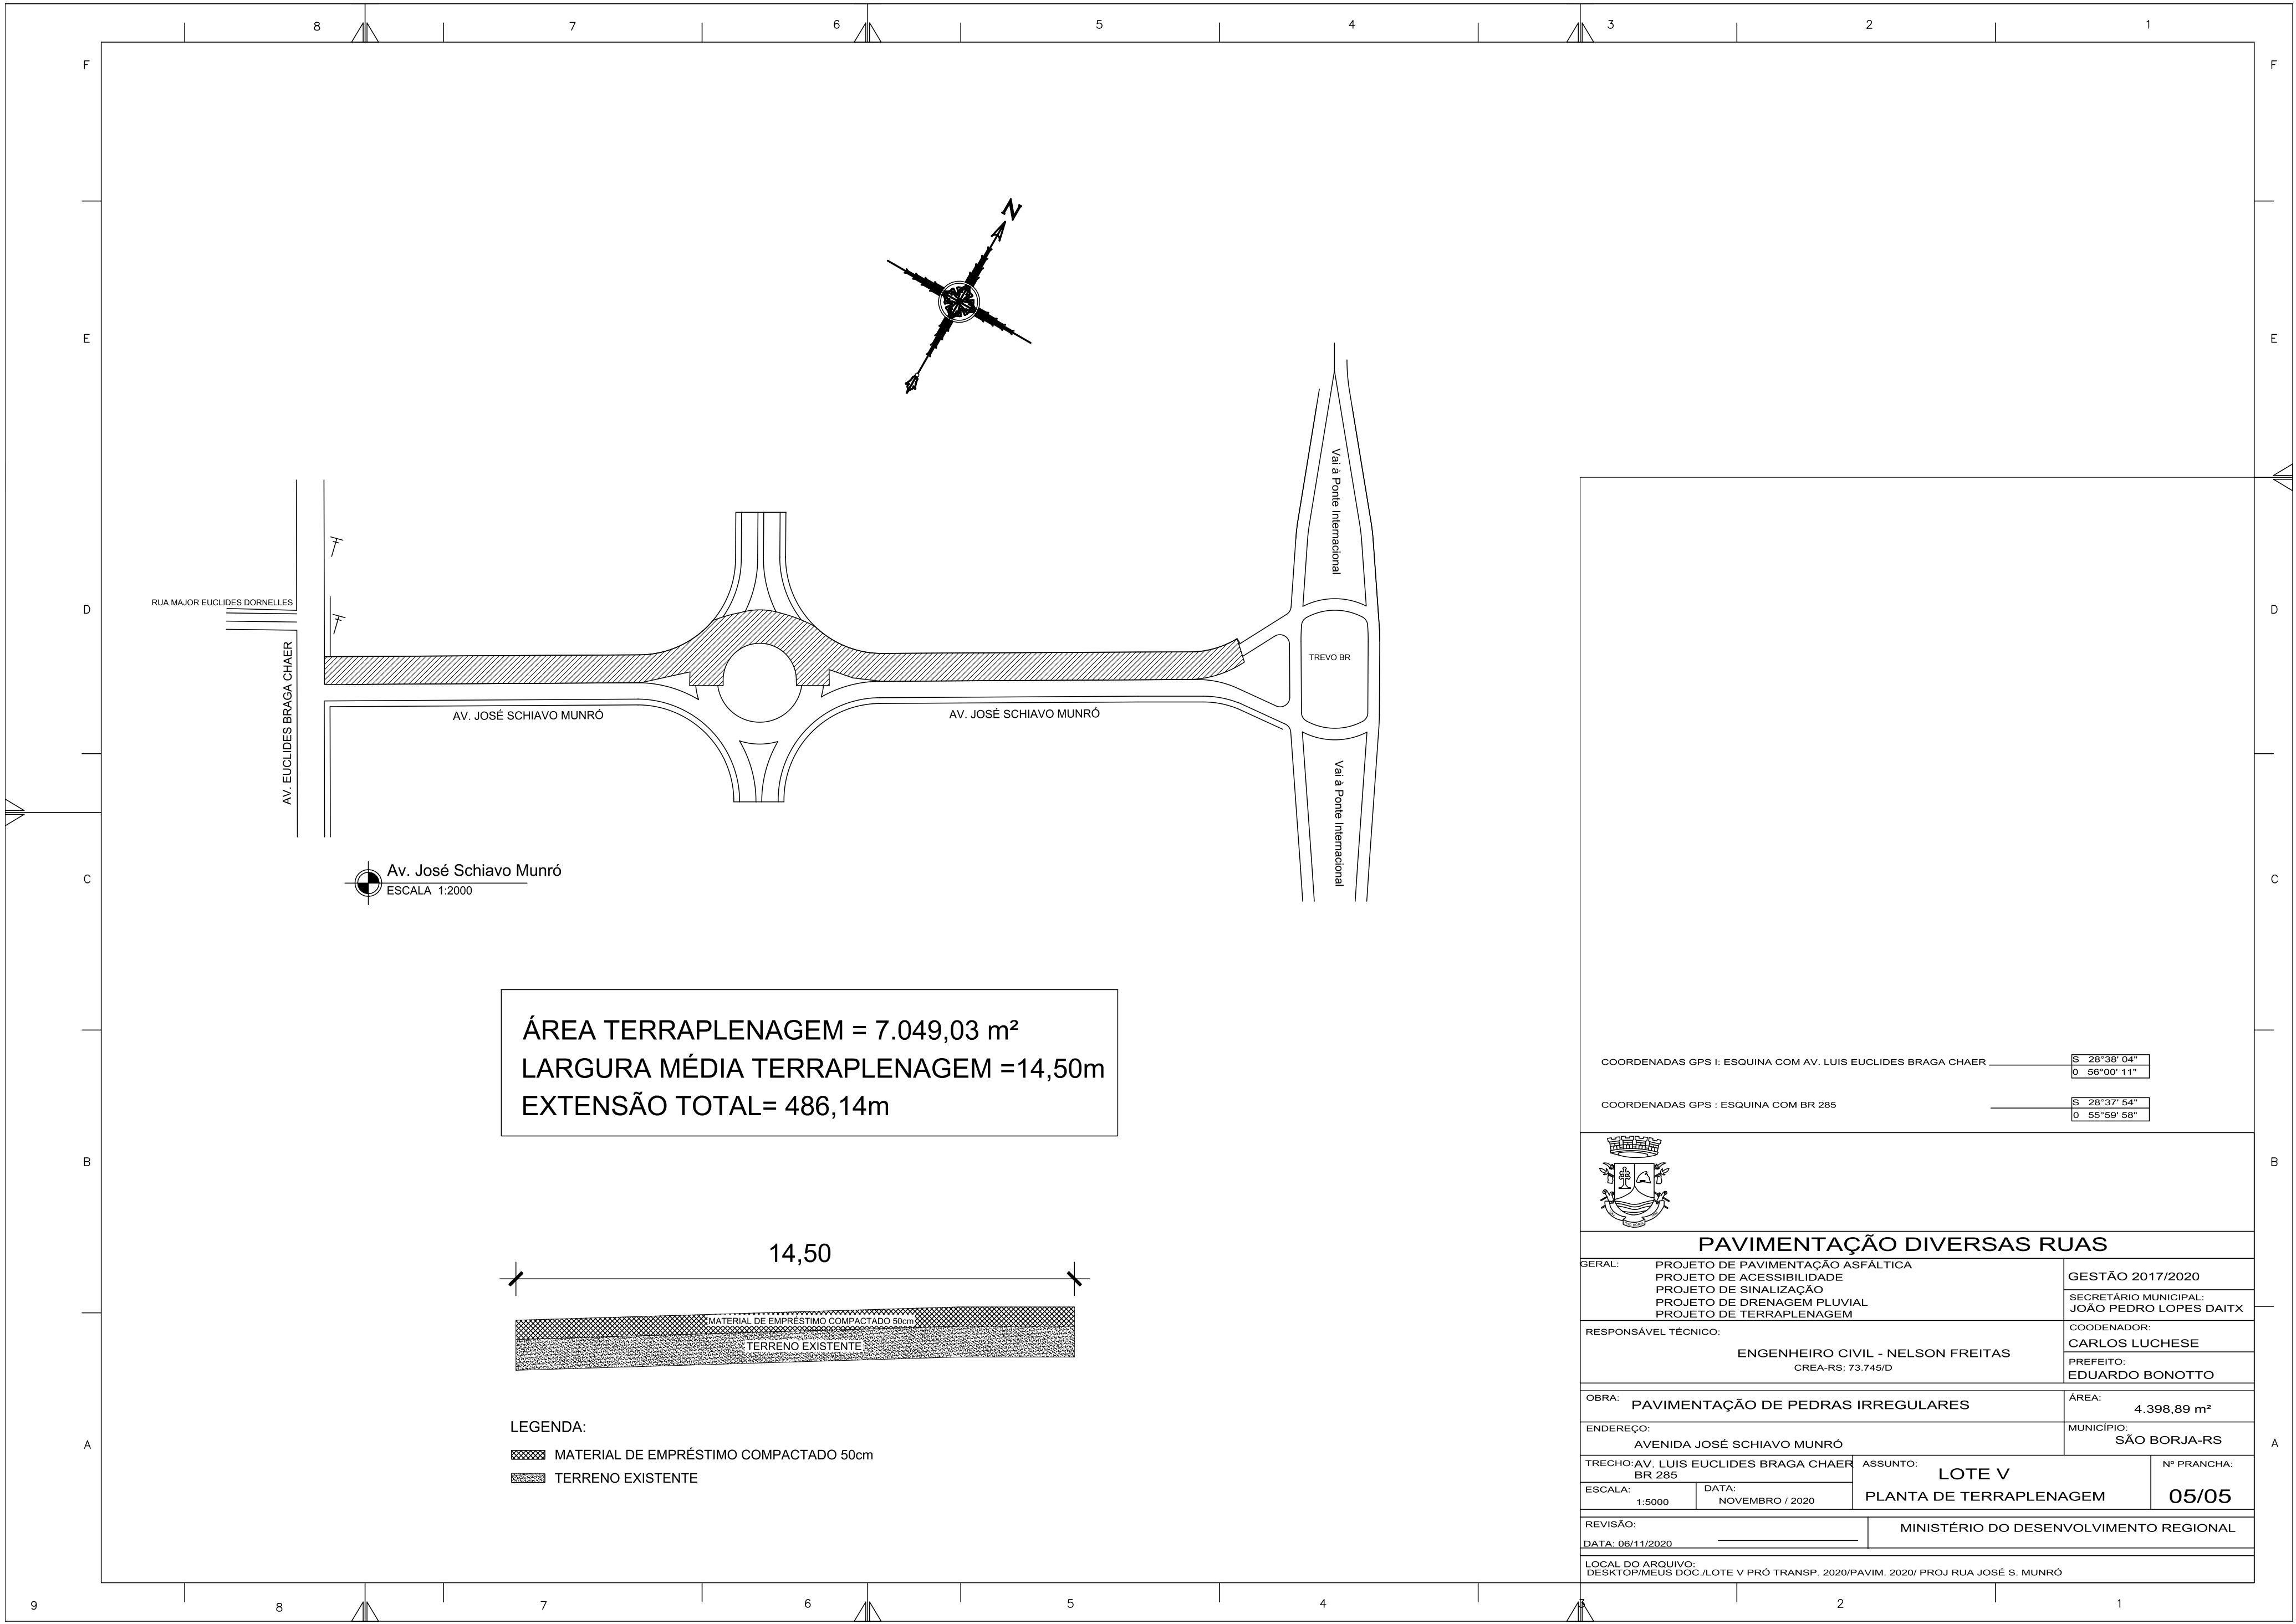 8 7 6 5 4 3 2 1
F F
N
E E
Vai à Ponte Internacional
D D
RUA MAJOR EUCLIDES DORNELLES
AV. EUCLIDES BRAGA CHAER
TREVO BR
AV. JOSÉ SCHIAVO MUNRÓ
AV. JOSÉ SCHIAVO MUNRÓ
Vai à Ponte Internacional
C C
Av. José Schiavo Munró
ESCALA 1:2000
ÁREA TERRAPLENAGEM = 7.049,03 m²
LARGURA MÉDIA TERRAPLENAGEM =14,50m
EXTENSÃO TOTAL= 486,14m
COORDENADAS GPS I: ESQUINA COM AV. LUIS EUCLIDES BRAGA CHAER
S 28°38' 04"
0 56°00' 11"
COORDENADAS GPS : ESQUINA COM BR 285
S 28°37' 54"
0 55°59' 58"
B B
14,50
MATERIAL DE EMPRÉSTIMO COMPACTADO 50cm
TERRENO EXISTENTE
LEGENDA:
MATERIAL DE EMPRÉSTIMO COMPACTADO 50cm
TERRENO EXISTENTE
A A
PAVIMENTAÇÃO DIVERSAS RUAS
GERAL:
PROJETO DE PAVIMENTAÇÃO ASFÁLTICA
PROJETO DE ACESSIBILIDADE
PROJETO DE SINALIZAÇÃO
PROJETO DE DRENAGEM PLUVIAL
PROJETO DE TERRAPLENAGEM
GESTÃO 2017/2020
SECRETÁRIO MUNICIPAL:
JOÃO PEDRO LOPES DAITX
RESPONSÁVEL TÉCNICO:
ENGENHEIRO CIVIL - NELSON FREITAS
CREA-RS: 73.745/D
COODENADOR:
CARLOS LUCHESE
PREFEITO:
EDUARDO BONOTTO
OBRA: PAVIMENTAÇÃO DE PEDRAS IRREGULARES
ÁREA:
4.398,89 m²
ENDEREÇO:
AVENIDA JOSÉ SCHIAVO MUNRÓ
MUNICÍPIO:
SÃO BORJA-RS
TRECHO: AV. LUIS EUCLIDES BRAGA CHAER
BR 285
ASSUNTO:
LOTE V
PLANTA DE TERRAPLENAGEM
Nº PRANCHA:
05/05
ESCALA:
1:5000
DATA:
NOVEMBRO / 2020
REVISÃO:
DATA: 06/11/2020
MINISTÉRIO DO DESENVOLVIMENTO REGIONAL
LOCAL DO ARQUIVO:
DESKTOP/MEUS DOC./LOTE V PRÓ TRANSP. 2020/PAVIM. 2020/ PROJ RUA JOSÉ S. MUNRÓ
9 8 7 6 5 4 3 2 1